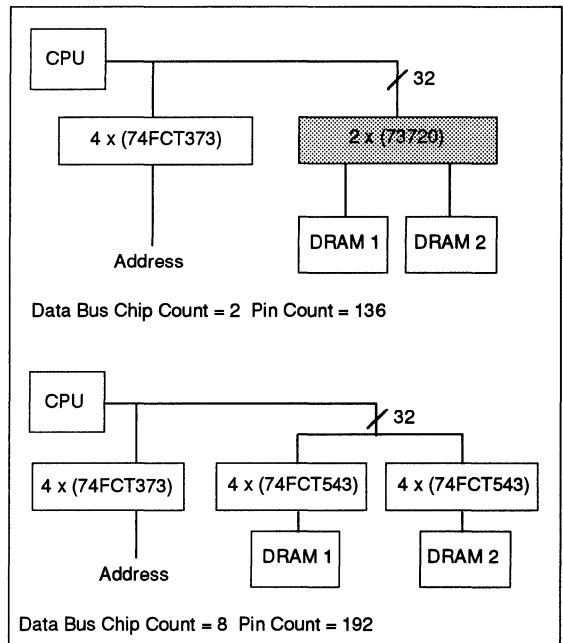 CPU
32
4 x (74FCT373)
2 x (73720)
DRAM 1
DRAM 2
Address
Data Bus Chip Count = 2 Pin Count = 136
CPU
32
4 x (74FCT373)
4 x (74FCT543)
4 x (74FCT543)
DRAM 1
DRAM 2
Address
Data Bus Chip Count = 8 Pin Count = 192